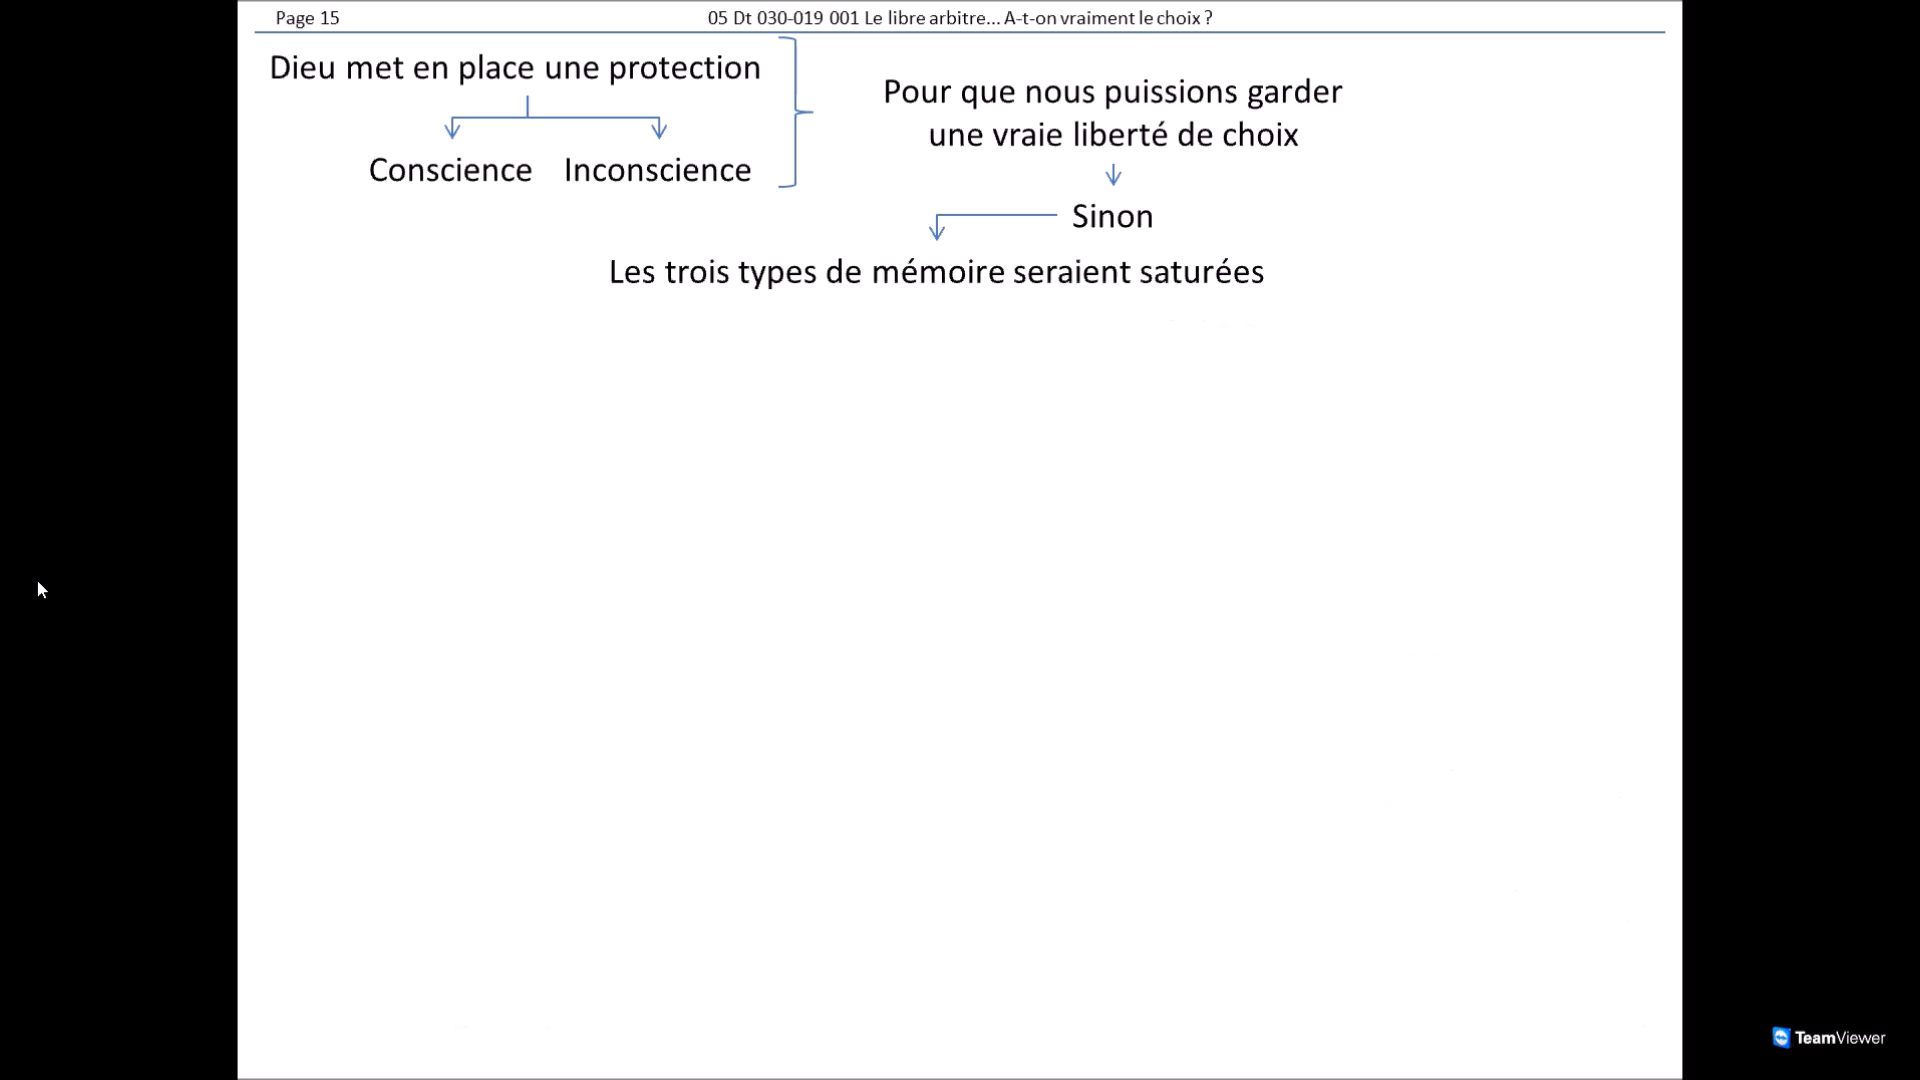 Page 15
05 Dt 030-019 001 Le libre arbitre... A-t-on vraiment le choix ?
Dieu met en place une protection
Conscience Inconscience
Pour que nous puissions garder
une vraie liberté de choix
Sinon
Les trois types de mémoire seraient saturées
TeamViewer